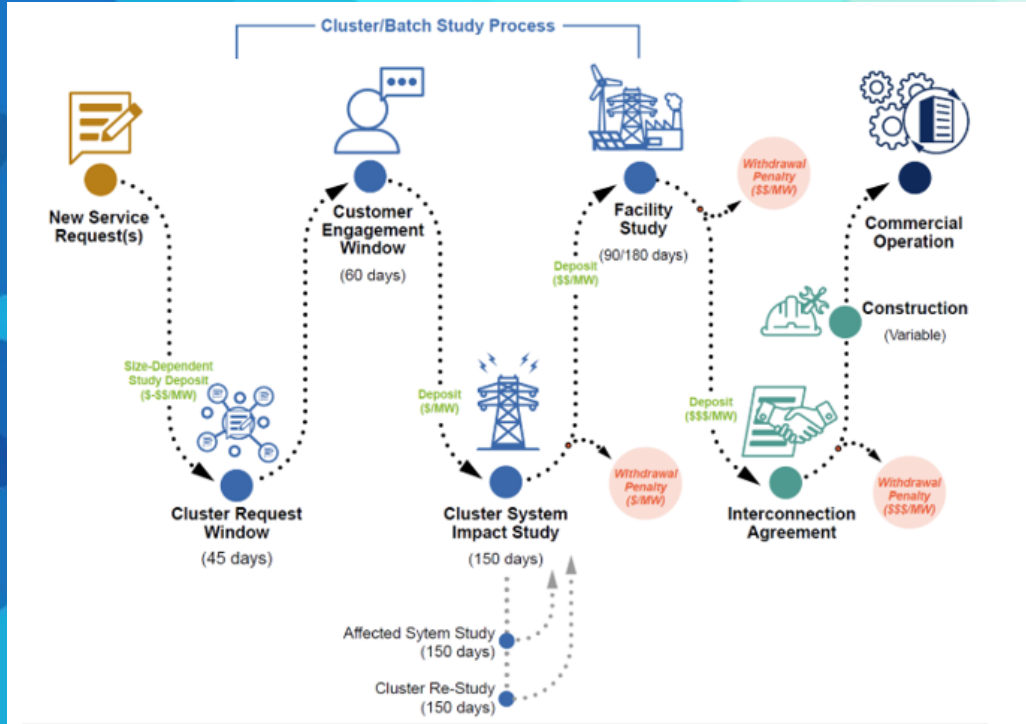 Cluster/Batch Study Process
New Service
Request(s)
Size-Dependent
Study Deposit
($-$$/MW)
Cluster Request
Window
(45 days)
Customer
Engagement
Window
(60 days)
Deposit
($/MW)
Cluster System
Impact Study
(150 days)
Affected Sytem Study
(150 days)
Cluster Re-Study
(150 days)
Withdrawal
Penalty
($/MW)
Deposit
($$/MW)
Facility
Study
(90/180 days)
Withdrawal
Penalty
($$/MW)
Deposit
($$$/MW)
Interconnection
Agreement
Withdrawal
Penalty
($$$/MW)
Construction
(Variable)
Commercial
Operation